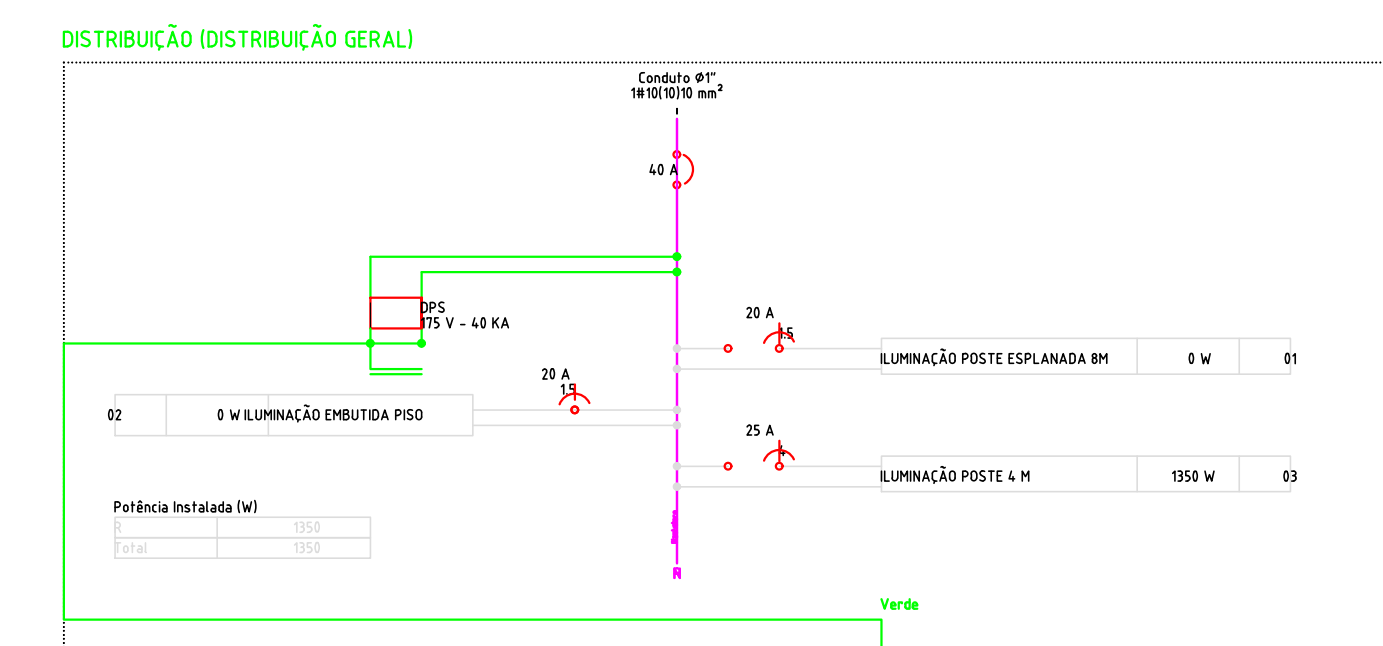 DISTRIBUIÇÃO (DISTRIBUIÇÃO GERAL)
Conduto Ø1"
1#10(10)10 mm²
40 A
DPS
175 V - 40 KA
20 A
1.5
ILUMINAÇÃO POSTE ESPLANADA 8M 0 W 01
20 A
1.5
02 0 W ILUMINAÇÃO EMBUTIDA PISO
25 A
4
ILUMINAÇÃO POSTE 4 M 1350 W 03
Potência Instalada (W)
R 1350
Total 1350
Verde